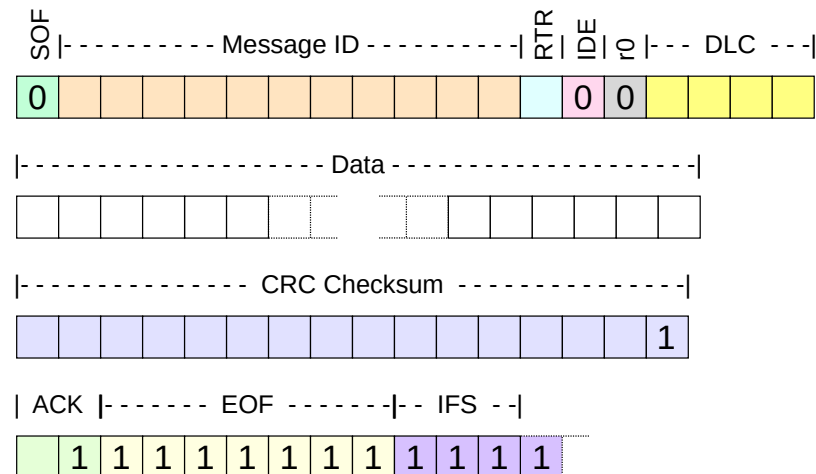 SOF |- - - - - - - - - - Message ID - - - - - - - - - -| RTR | IDE | r0 |- - - DLC - - -|
0 0 0
|- - - - - - - - - - - - - - - - - - - - Data - - - - - - - - - - - - - - - - - - - -|
|- - - - - - - - - - - - - - - CRC Checksum - - - - - - - - - - - - - - -|
1
| ACK |- - - - - - - EOF - - - - - - -|- - IFS - -|
1 1 1 1 1 1 1 1 1 1 1 1